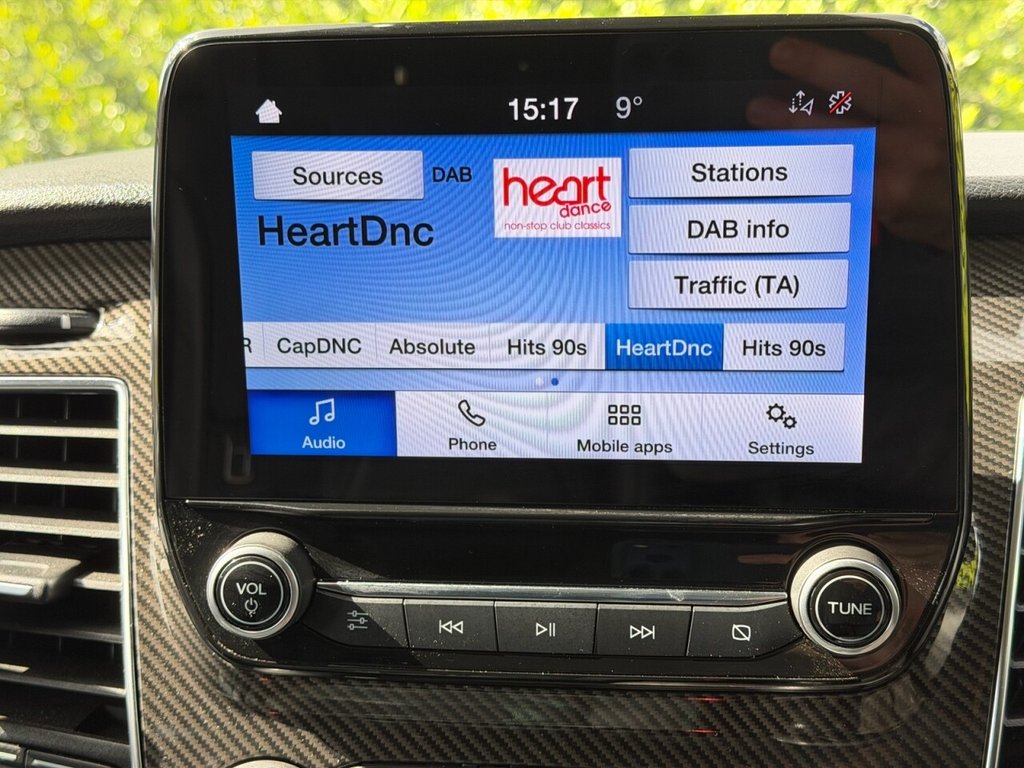 15:17 9°
Sources DAB
heart
dance
non-stop club classics
Stations
HeartDnc
DAB info
Traffic (TA)
R CapDNC Absolute Hits 90s HeartDnc Hits 90s
Audio Phone Mobile apps Settings
VOL
TUNE